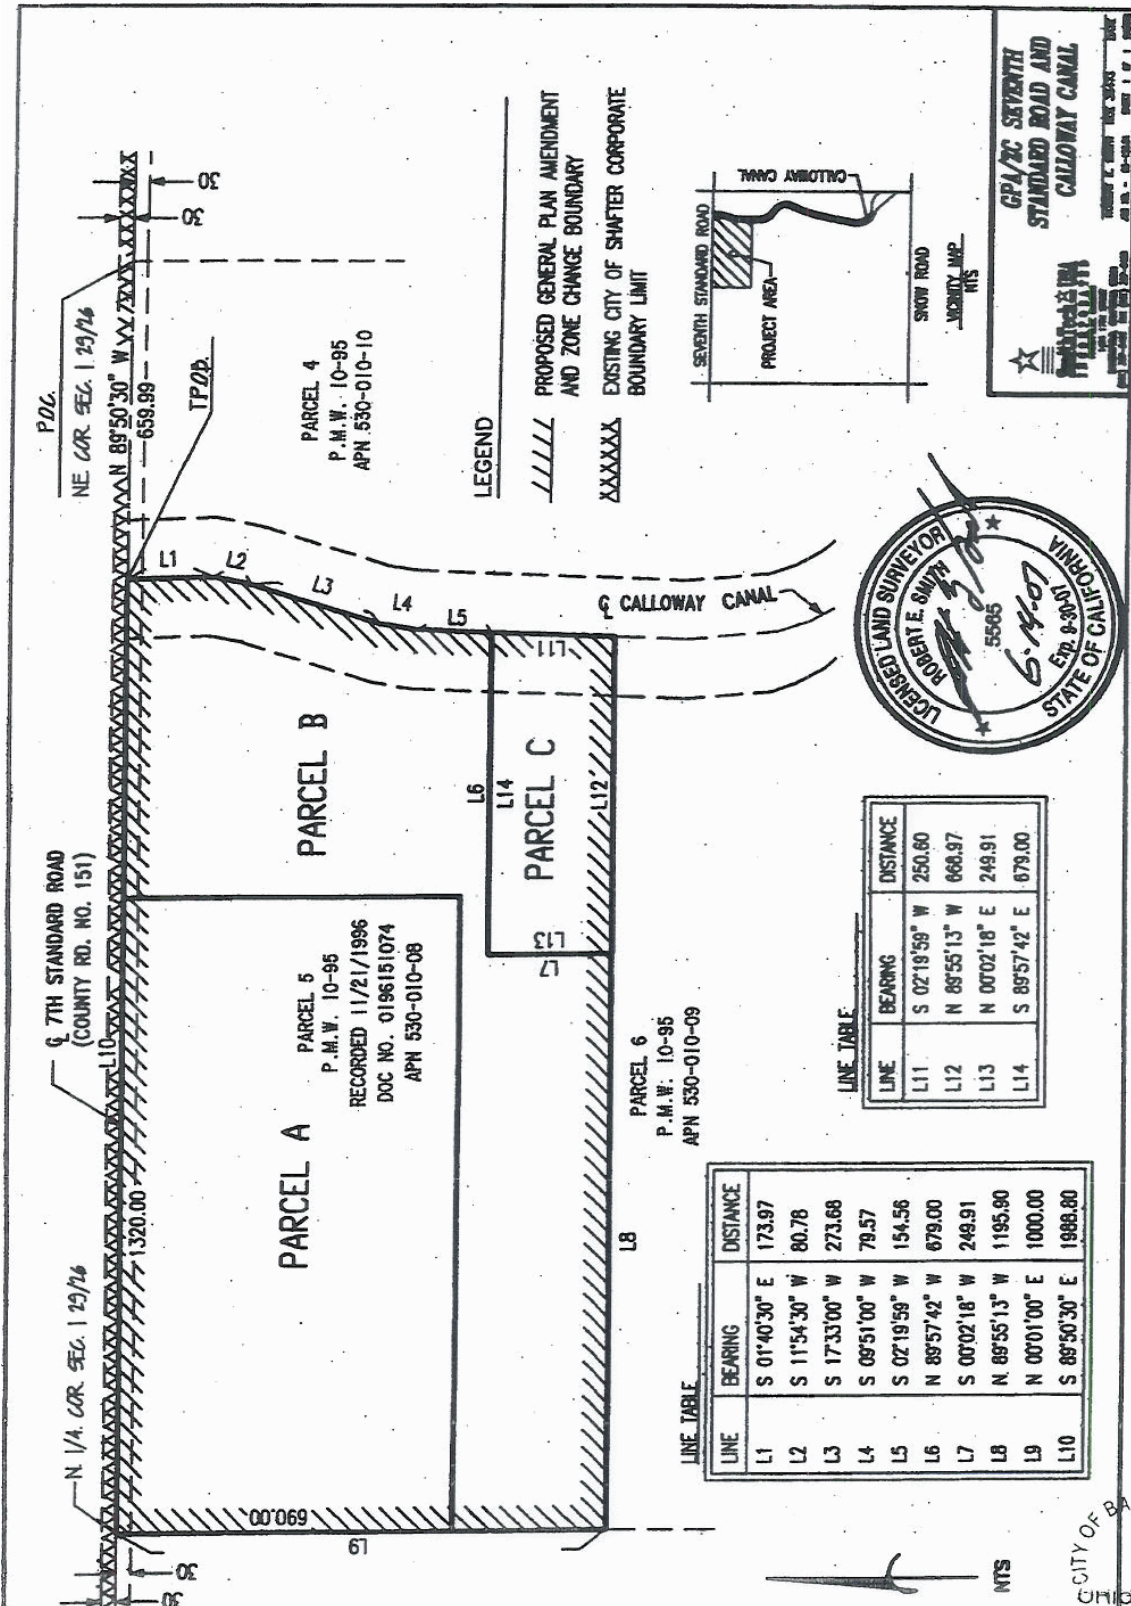 P.O.C.
NE. COR. SEC. 1 29/26
N 89°50'30" W
659.99
30
30
T.P.O.B.
N. 1/4. COR. SEC. 1 29/26
℄ 7TH STANDARD ROAD
(COUNTY RD. NO. 151)
L10
1320.00
30
30
PARCEL A
PARCEL 5
P.M.W. 10-95
RECORDED 11/21/1996
DOC NO. 0196151074
APN 530-010-08
690.00
L9
PARCEL B
L1
L2
L3
L4
L5
L6
L14
PARCEL C
L11
L12
L13
L7
L8
PARCEL 4
P.M.W. 10-95
APN 530-010-10
PARCEL 6
P.M.W. 10-95
APN 530-010-09
℄ CALLOWAY CANAL
LEGEND
PROPOSED GENERAL PLAN AMENDMENT
AND ZONE CHANGE BOUNDARY
XXXXXX EXISTING CITY OF SHAFTER CORPORATE
BOUNDARY LIMIT
SEVENTH STANDARD ROAD
CALLOWAY CANAL
PROJECT AREA
SNOW ROAD
VICINITY MAP
NTS
LINE TABLE
LINE BEARING DISTANCE
L1 S 01°40'30" E 173.97
L2 S 11°54'30" W 80.78
L3 S 17°33'00" W 273.68
L4 S 09°51'00" W 79.57
L5 S 02°19'59" W 154.56
L6 N 89°57'42" W 679.00
L7 S 00°02'18" W 249.91
L8 N 89°55'13" W 1195.90
L9 N 00°01'00" E 1000.00
L10 S 89°50'30" E 1988.80
LINE TABLE
LINE BEARING DISTANCE
L11 S 02°19'59" W 250.60
L12 N 89°55'13" W 668.97
L13 N 00°02'18" E 249.91
L14 S 89°57'42" E 679.00
LICENSED LAND SURVEYOR
ROBERT E. SMITH
5565
6-14-07
Exp. 9-30-07
STATE OF CALIFORNIA
NTS
GPA/ZC SEVENTH
STANDARD ROAD AND
CALLOWAY CANAL
CITY OF BA